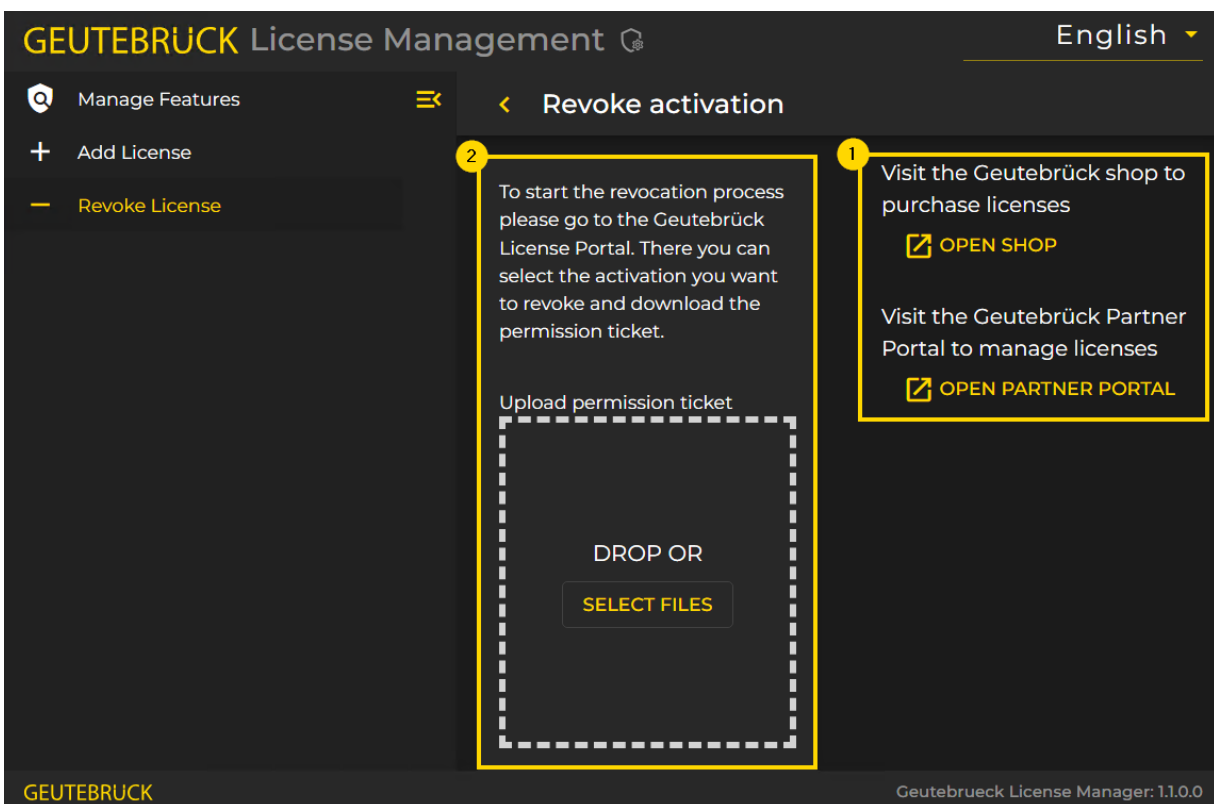 GEUTEBRÜCK License Management
English
Manage Features
Add License
Revoke License
Revoke activation
2
To start the revocation process
please go to the Geutebrück
License Portal. There you can
select the activation you want
to revoke and download the
permission ticket.
Upload permission ticket
DROP OR
SELECT FILES
1
Visit the Geutebrück shop to
purchase licenses
OPEN SHOP
Visit the Geutebrück Partner
Portal to manage licenses
OPEN PARTNER PORTAL
GEUTEBRÜCK
Geutebrueck License Manager: 1.1.0.0